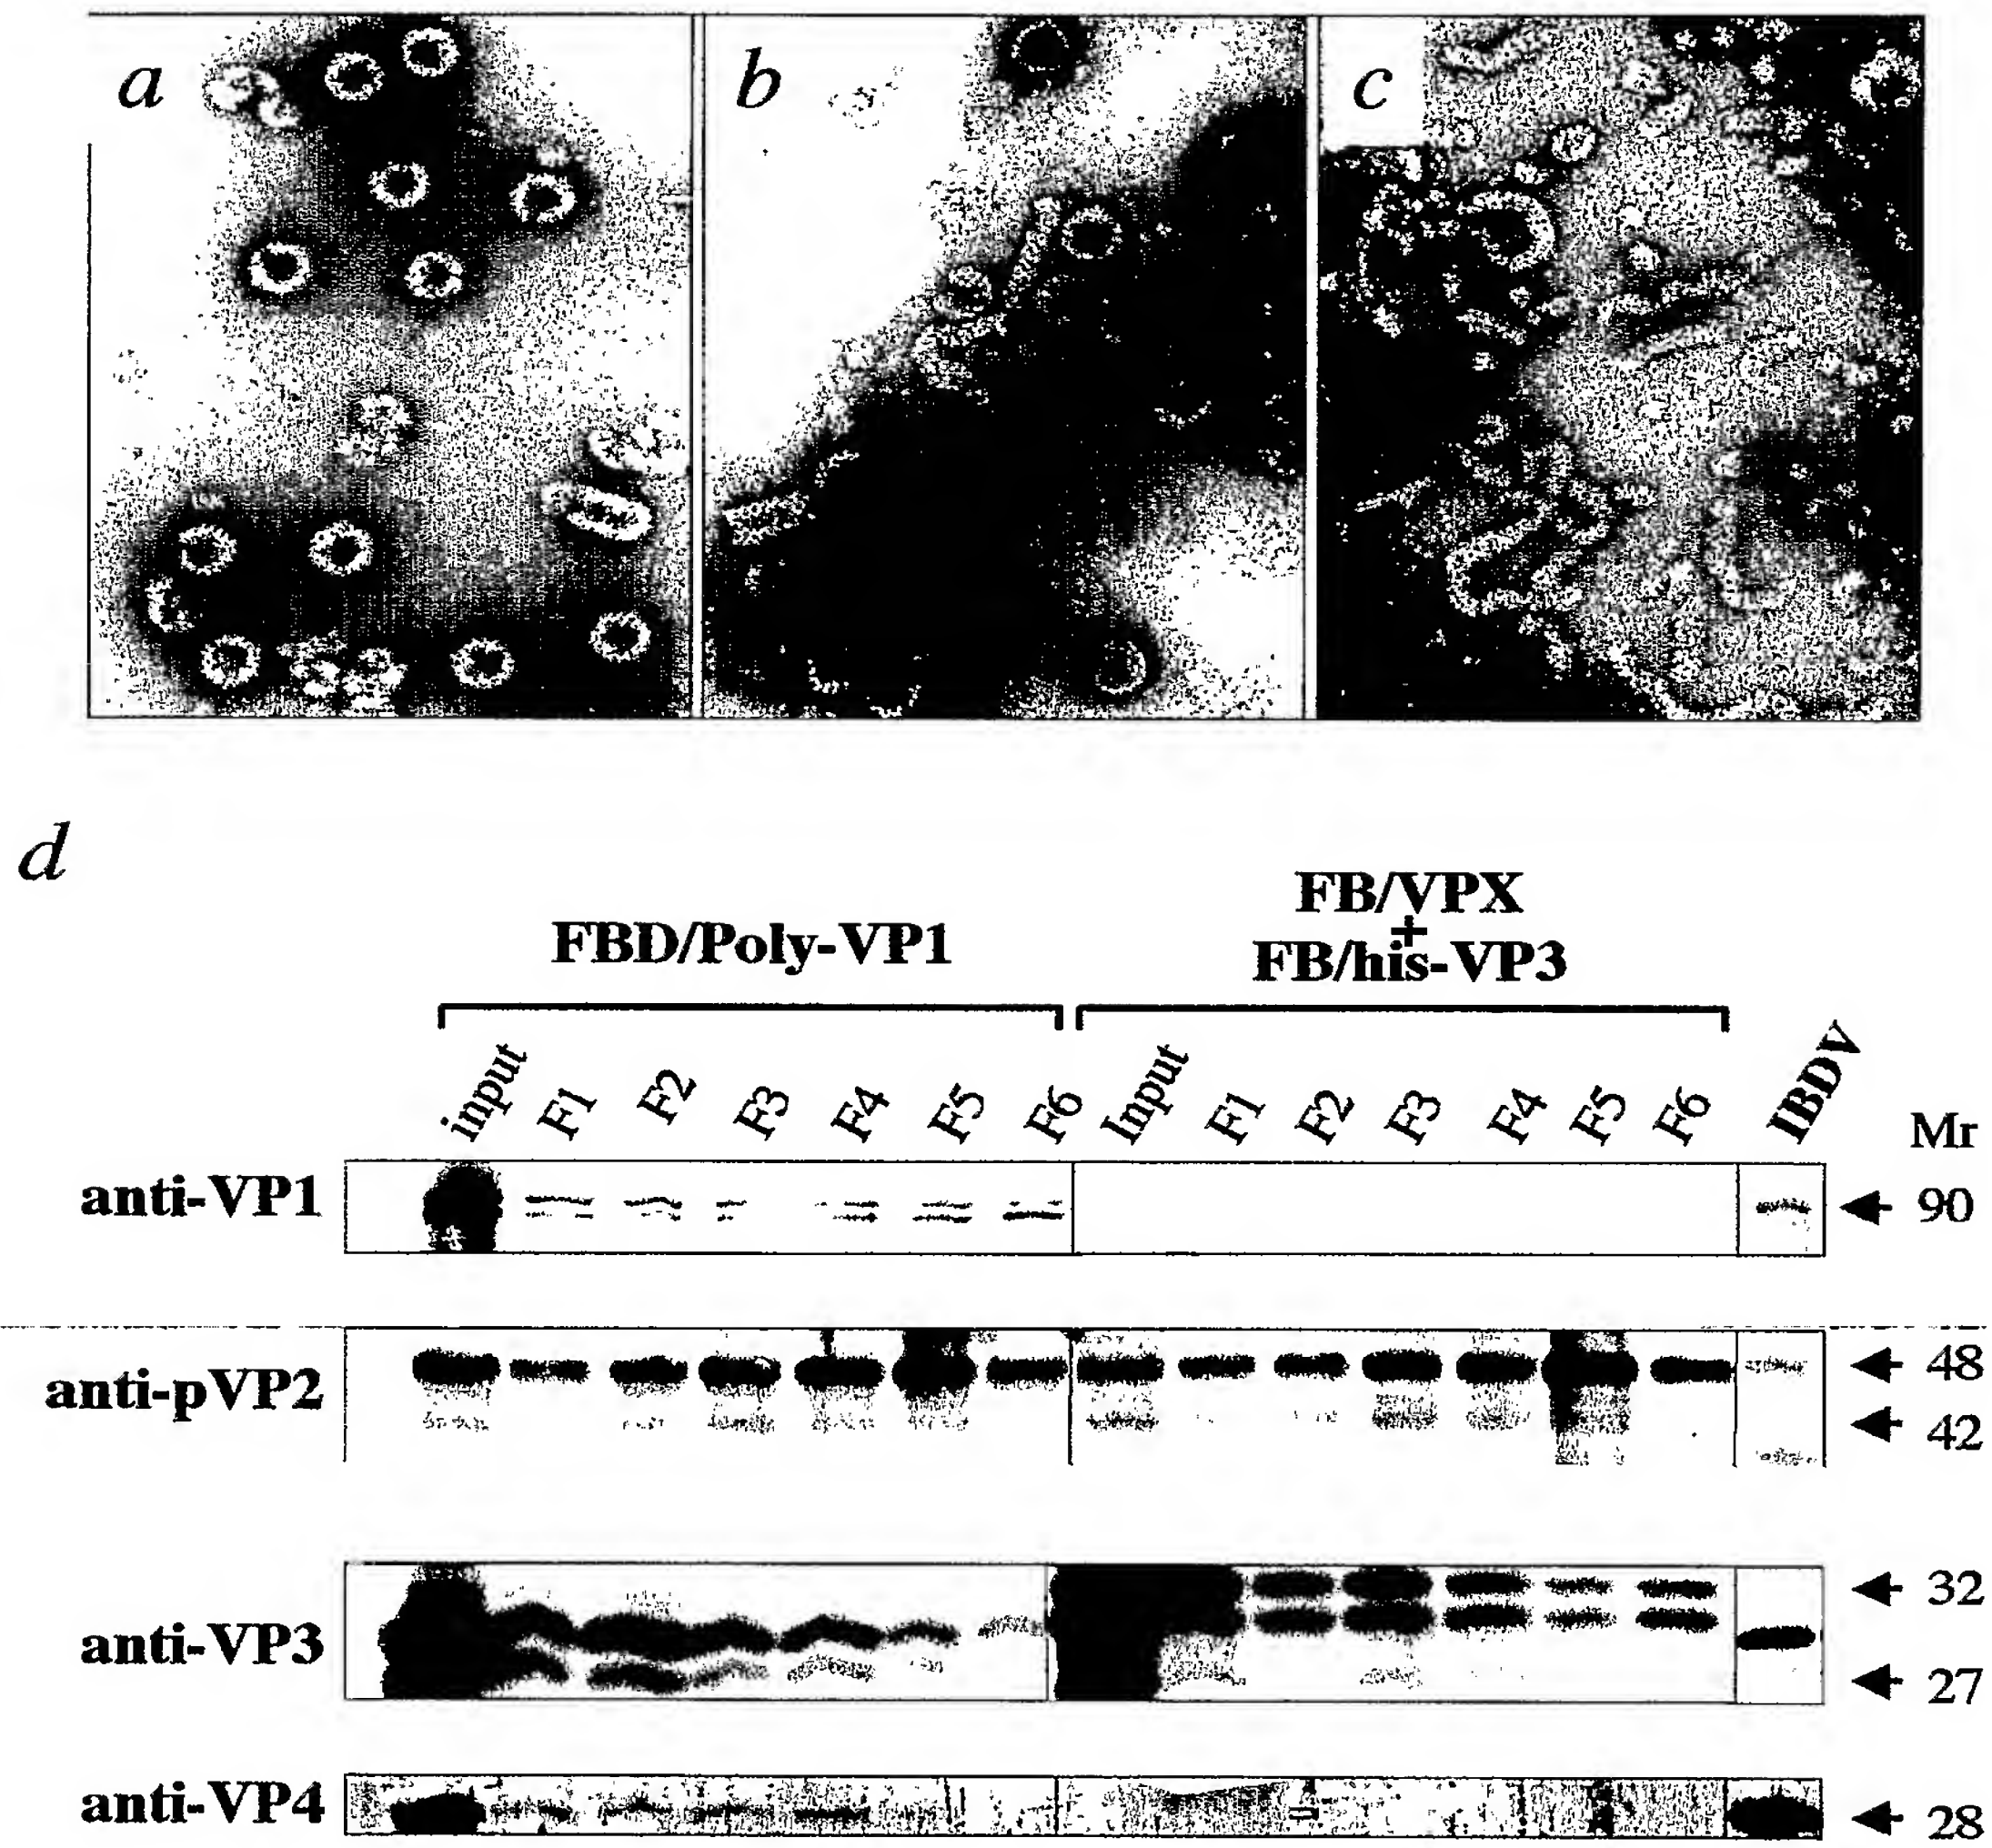 a b c
d
FBD/Poly-VP1
FB/VPX
+
FB/his-VP3
input F1 F2 F3 F4 F5 F6 Input F1 F2 F3 F4 F5 F6 IBDV Mr
anti-VP1 90
anti-pVP2 48
42
anti-VP3 32
27
anti-VP4 28